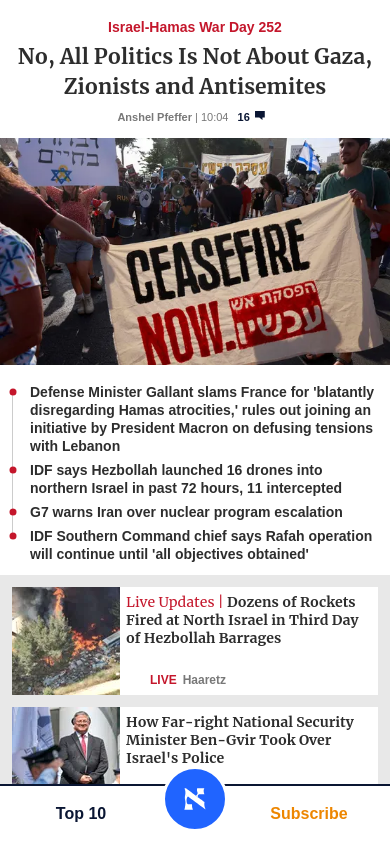 Israel-Hamas War Day 252
No, All Politics Is Not About Gaza,
Zionists and Antisemites
Anshel Pfeffer | 10:04 16
בחיים
CEASEFIRE
NOW.
הפסקת אש
עכשיו
Defense Minister Gallant slams France for 'blatantly
disregarding Hamas atrocities,' rules out joining an
initiative by President Macron on defusing tensions
with Lebanon
IDF says Hezbollah launched 16 drones into
northern Israel in past 72 hours, 11 intercepted
G7 warns Iran over nuclear program escalation
IDF Southern Command chief says Rafah operation
will continue until 'all objectives obtained'
Live Updates | Dozens of Rockets
Fired at North Israel in Third Day
of Hezbollah Barrages
LIVE Haaretz
How Far-right National Security
Minister Ben-Gvir Took Over
Israel's Police
Top 10
א
Subscribe